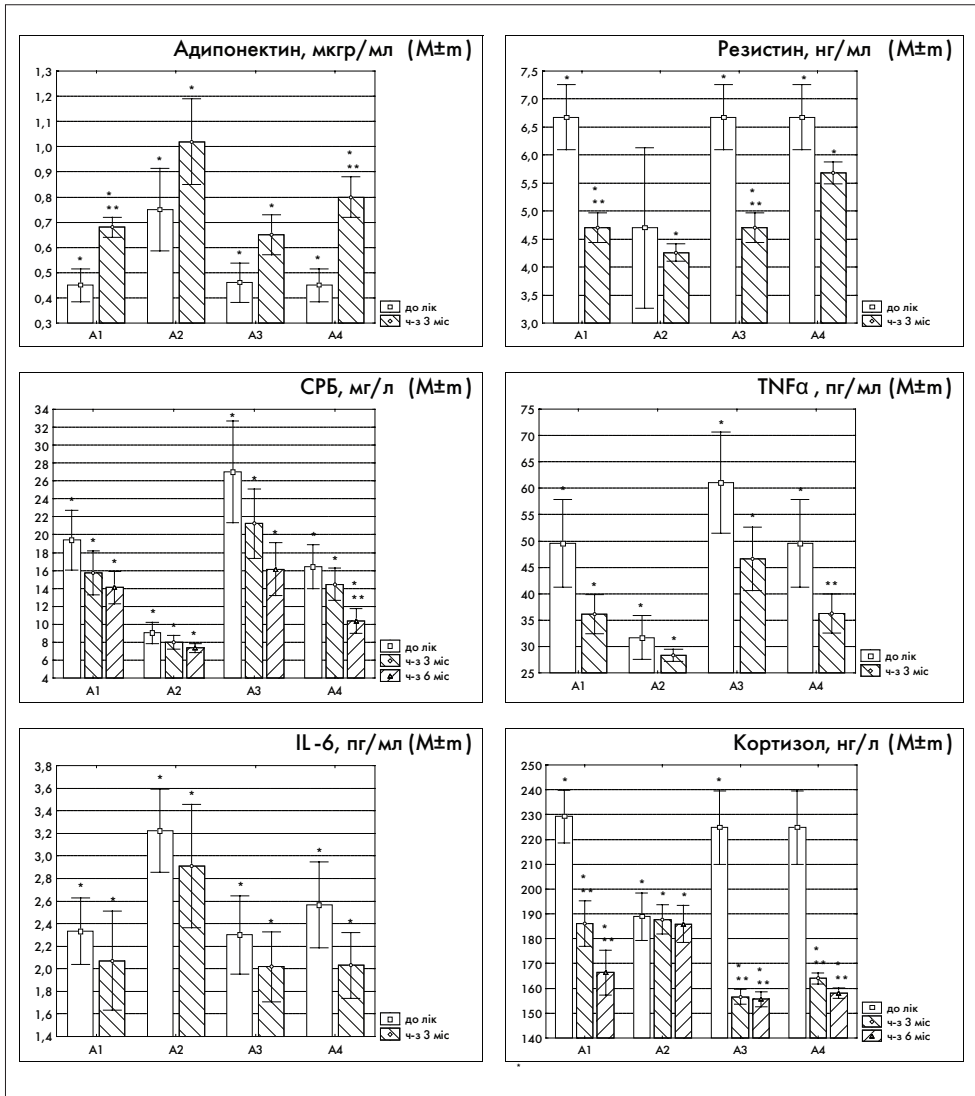 Адипонектин, мкгр/мл (M±m)
1,3
1,2
1,1
1,0
0,9
0,8
0,7
0,6
0,5
0,4
0,3
* * ** * * * * * * **
A1 A2 A3 A4
до лік
ч-з 3 міс
Резистин, нг/мл (M±m)
7,5
7,0
6,5
6,0
5,5
5,0
4,5
4,0
3,5
3,0
* * ** * * * ** * *
A1 A2 A3 A4
до лік
ч-з 3 міс
СРБ, мг/л (M±m)
34
32
30
28
26
24
22
20
18
16
14
12
10
8
6
4
* * * * * * * * * * * * **
A1 A2 A3 A4
до лік
ч-з 3 міс
ч-з 6 міс
TNFα , пг/мл (M±m)
75
70
65
60
55
50
45
40
35
30
25
* * * * * * * **
A1 A2 A3 A4
до лік
ч-з 3 міс
IL-6, пг/мл (M±m)
3,8
3,6
3,4
3,2
3,0
2,8
2,6
2,4
2,2
2,0
1,8
1,6
1,4
* * * * * * * *
A1 A2 A3 A4
до лік
ч-з 3 міс
Кортизол, нг/л (M±m)
250
240
230
220
210
200
190
180
170
160
150
140
* * ** * ** * * * * * ** * ** * ** * **
A1 A2 A3 A4
до лік
ч-з 3 міс
ч-з 6 міс
*